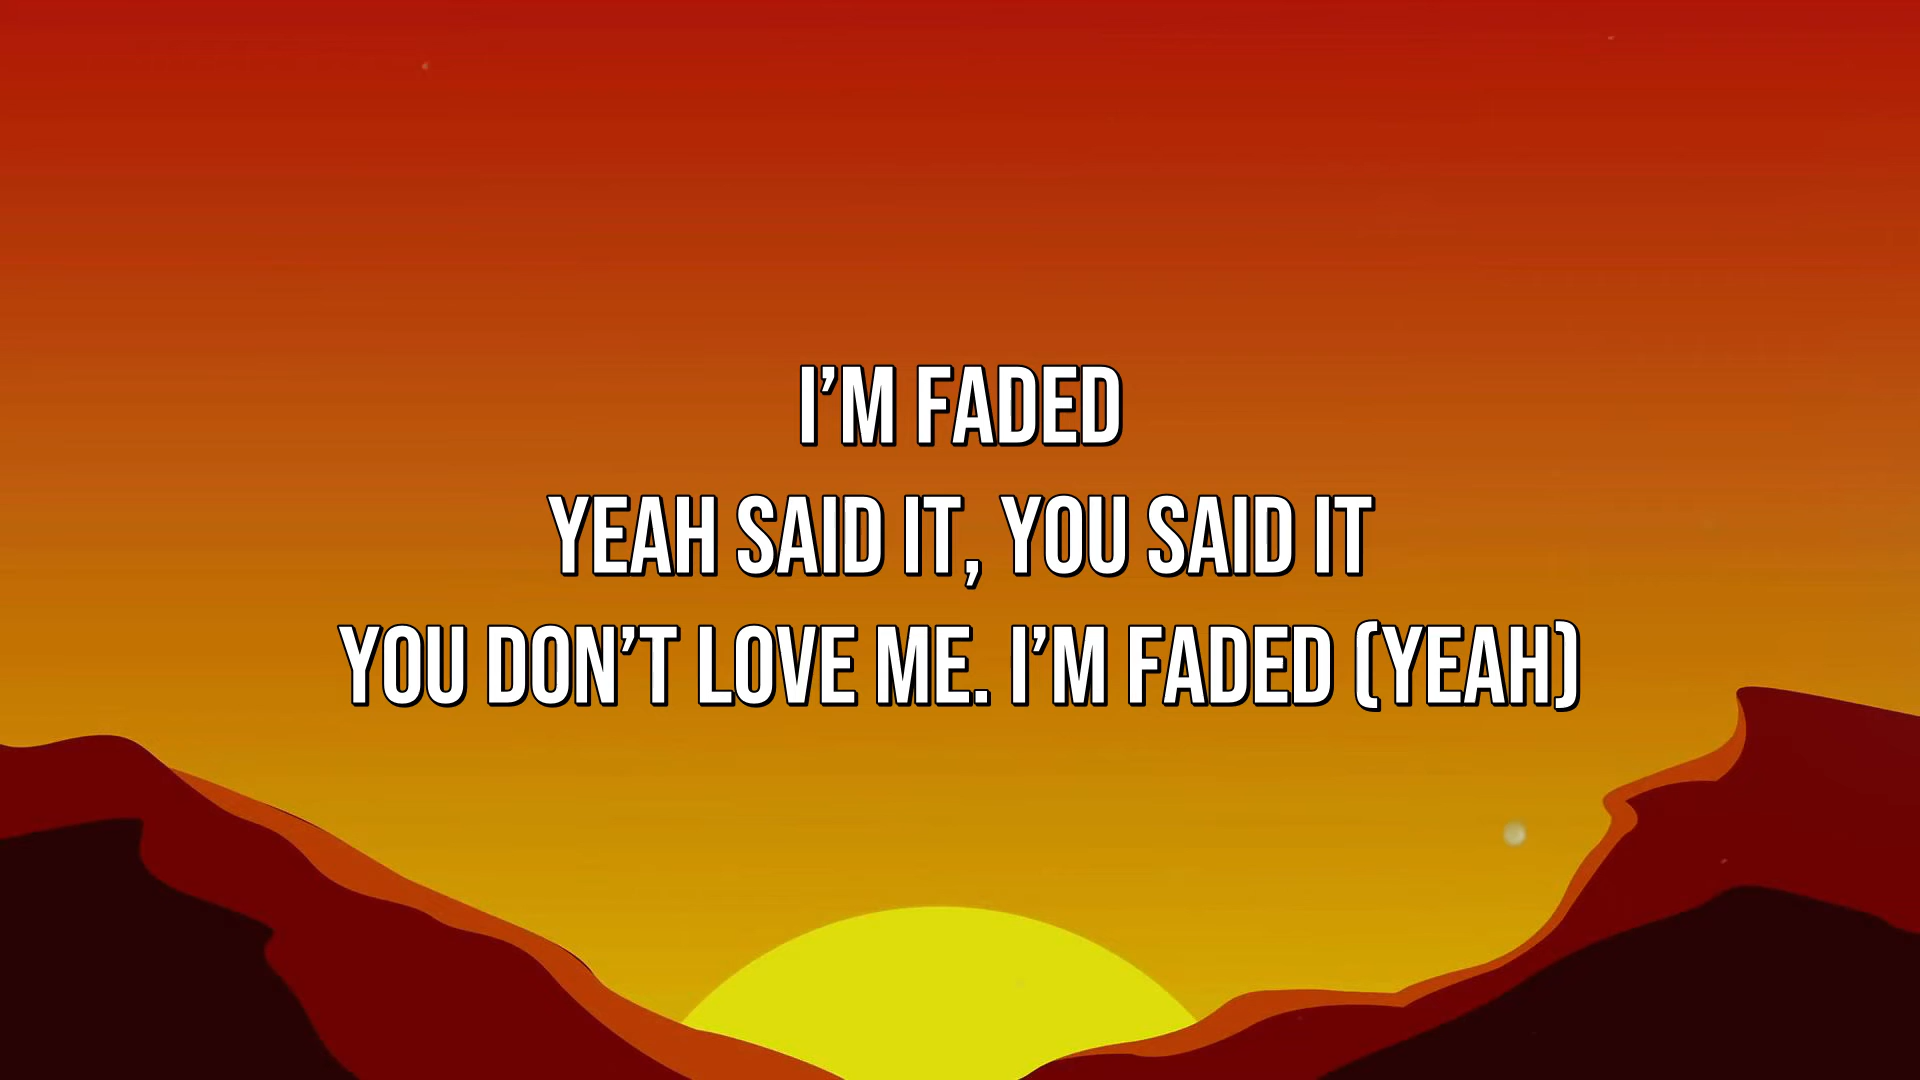 I’M FADED
YEAH SAID IT, YOU SAID IT
YOU DON’T LOVE ME. I’M FADED (YEAH)